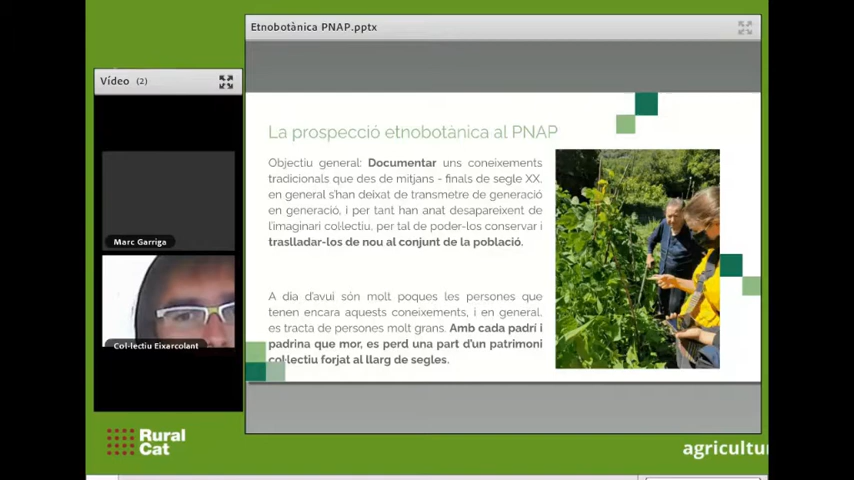 Etnobotànica PNAP.pptx
Vídeo (2)
La prospecció etnobotànica al PNAP
Objectiu general: Documentar uns coneixements
tradicionals que des de mitjans - finals de segle XX,
en general s'han deixat de transmetre de generació
en generació, i per tant han anat desapareixent de
l'imaginari col·lectiu, per tal de poder-los conservar i
traslladar-los de nou al conjunt de la població.
A dia d'avui són molt poques les persones que
tenen encara aquests coneixements, i en general,
es tracta de persones molt grans. Amb cada padrí i
padrina que mor, es perd una part d'un patrimoni
col·lectiu forjat al llarg de segles.
Marc Garriga
Col·lectiu Eixarcolant
Rural
Cat
agricultu